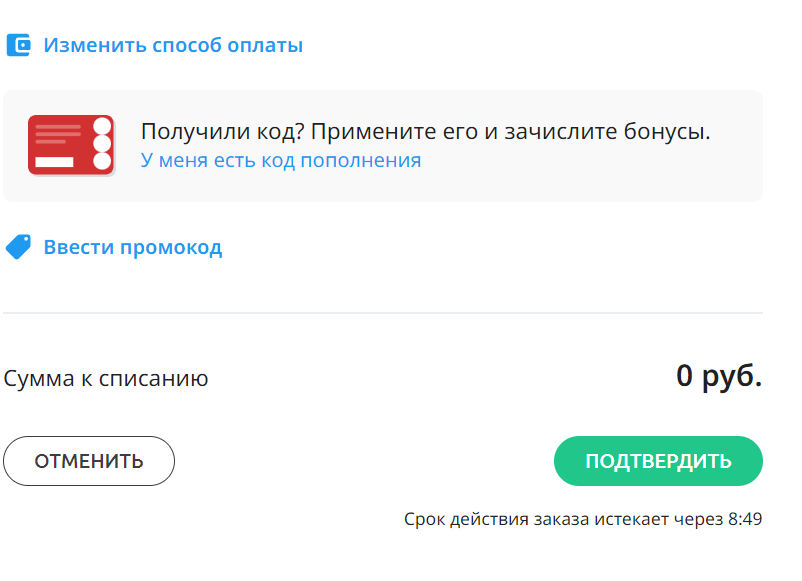 Изменить способ оплаты
Получили код? Примените его и зачислите бонусы.
У меня есть код пополнения
Ввести промокод
Сумма к списанию 0 руб.
ОТМЕНИТЬ ПОДТВЕРДИТЬ
Срок действия заказа истекает через 8:49